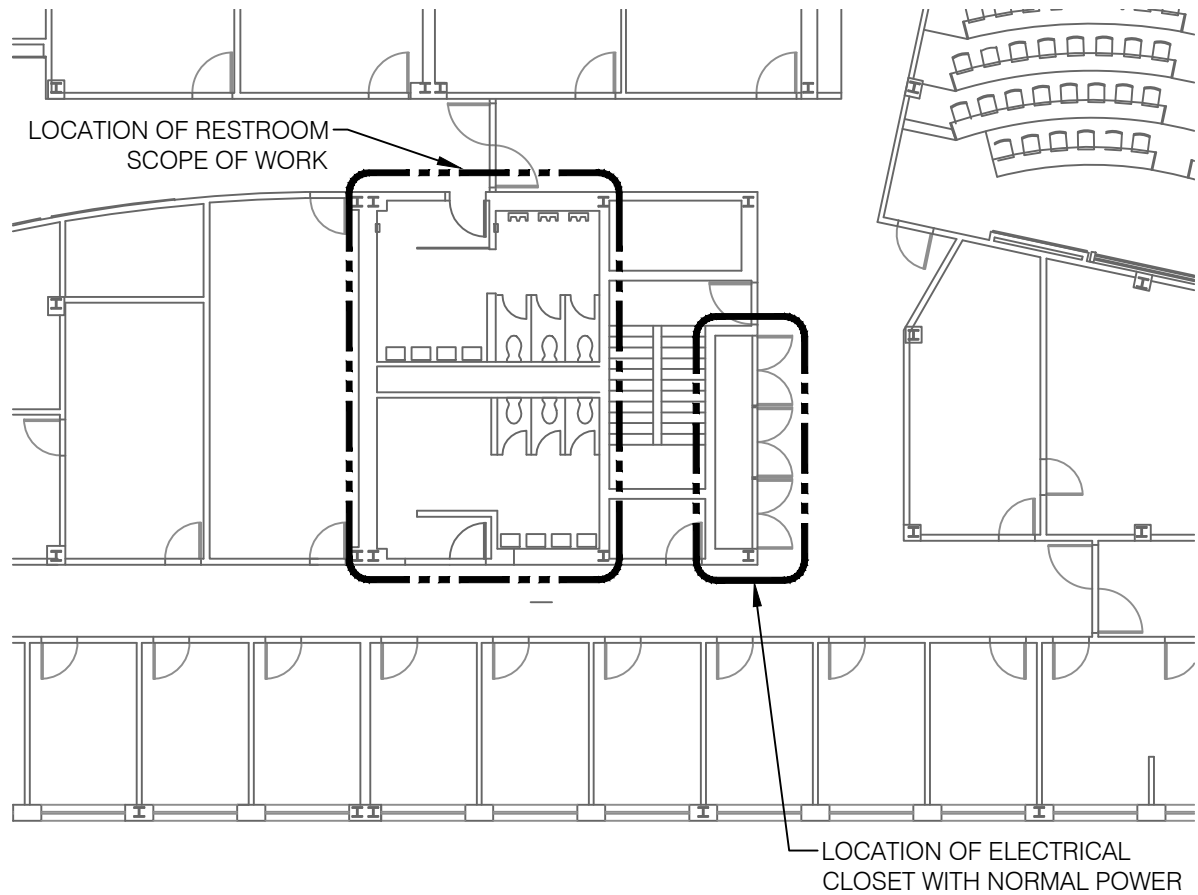 LOCATION OF RESTROOM
SCOPE OF WORK
LOCATION OF ELECTRICAL
CLOSET WITH NORMAL POWER